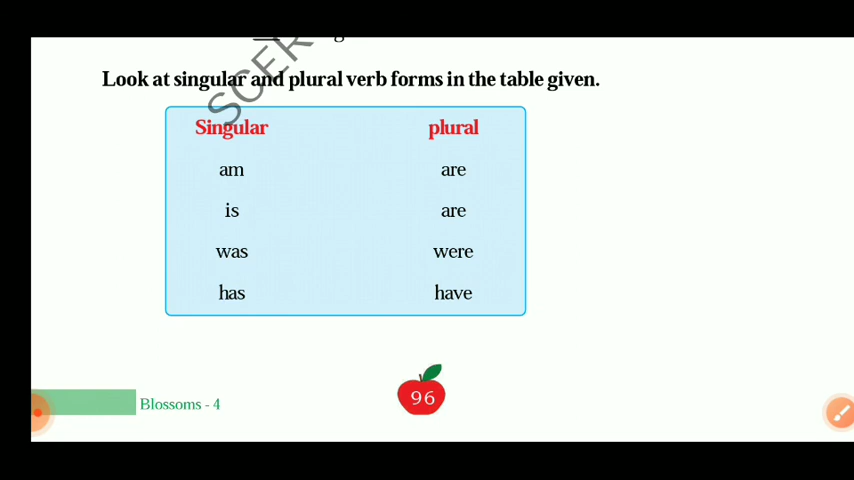 SCER
Look at singular and plural verb forms in the table given.
Singular plural
am are
is are
was were
has have
96
Blossoms - 4